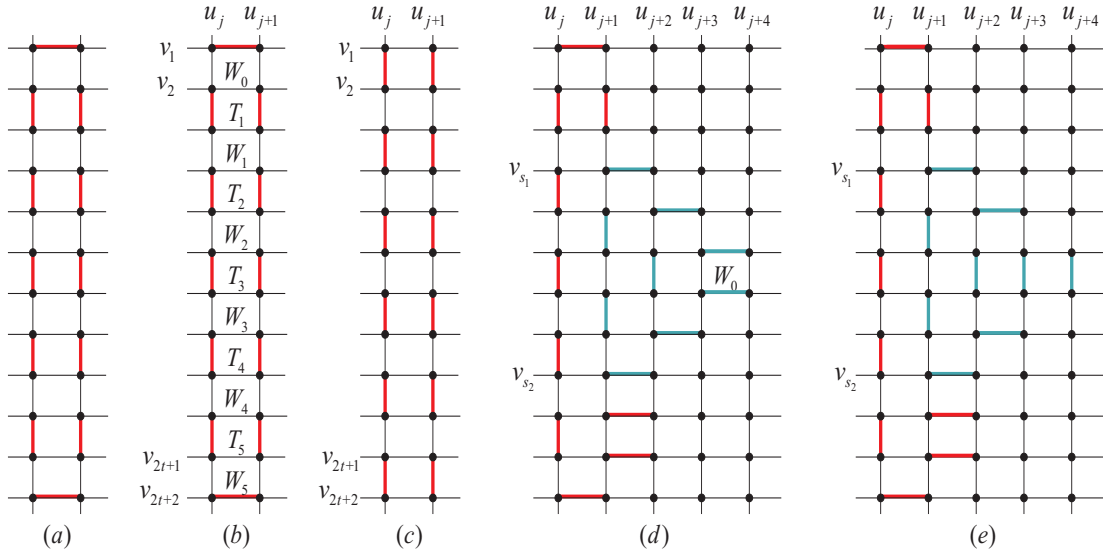 u_j u_{j+1} u_j u_{j+1} u_j u_{j+1} u_{j+2} u_{j+3} u_{j+4} u_j u_{j+1} u_{j+2} u_{j+3} u_{j+4}
v_1 v_1
W_0
v_2 v_2
T_1
W_1
v_{s_1} v_{s_1}
T_2
W_2
T_3 W_0
W_3
T_4
v_{s_2} v_{s_2}
W_4
T_5
v_{2t+1} v_{2t+1}
W_5
v_{2t+2} v_{2t+2}
(a) (b) (c) (d) (e)